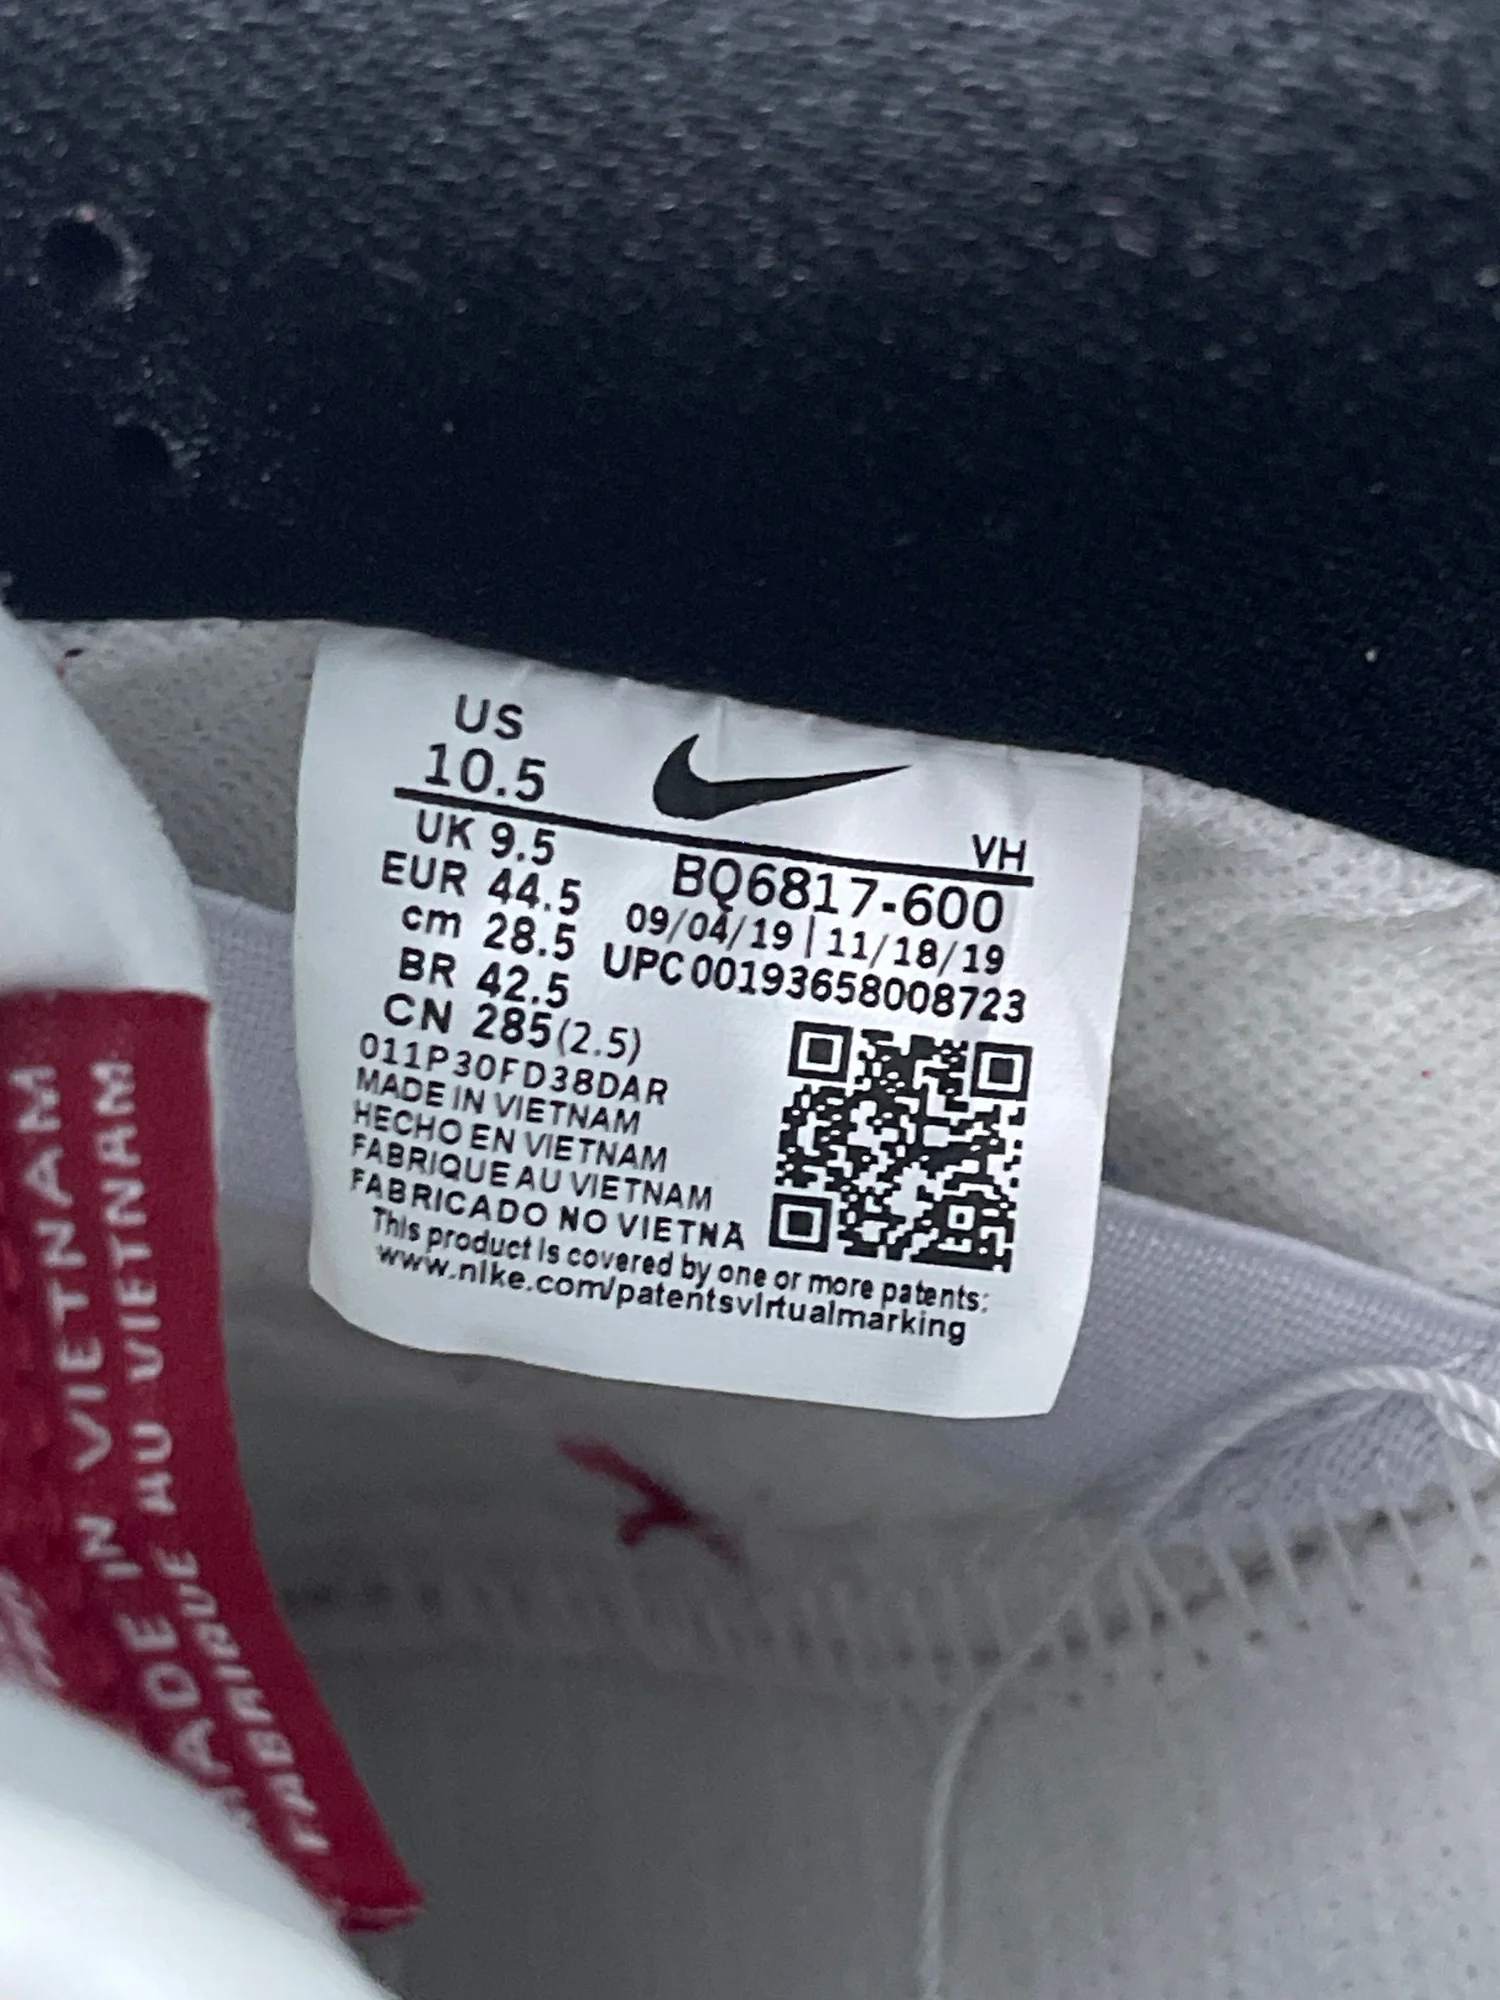 US
10.5
VH
UK 9.5
EUR 44.5
cm 28.5
BR 42.5
CN 285(2.5)
BQ6817-600
09/04/19 | 11/18/19
UPC00193658008723
011P30FD38DAR
MADE IN VIETNAM
HECHO EN VIETNAM
FABRIQUE AU VIETNAM
FABRICADO NO VIETNÃ
This product is covered by one or more patents:
www.nike.com/patentsvirtualmarking
MADE IN VIETNAM
FABRIQUE AU VIETNAM